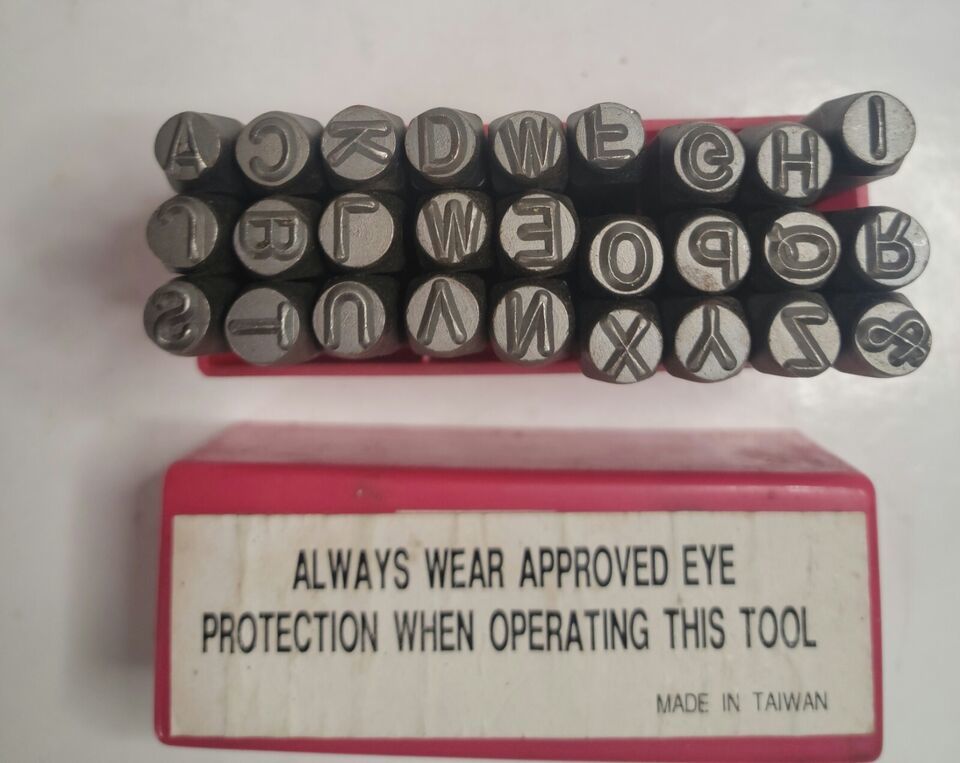 A C K D W F G H I
J B L M E O P Q R
S T U V N X Y Z &
ALWAYS WEAR APPROVED EYE
PROTECTION WHEN OPERATING THIS TOOL
MADE IN TAIWAN